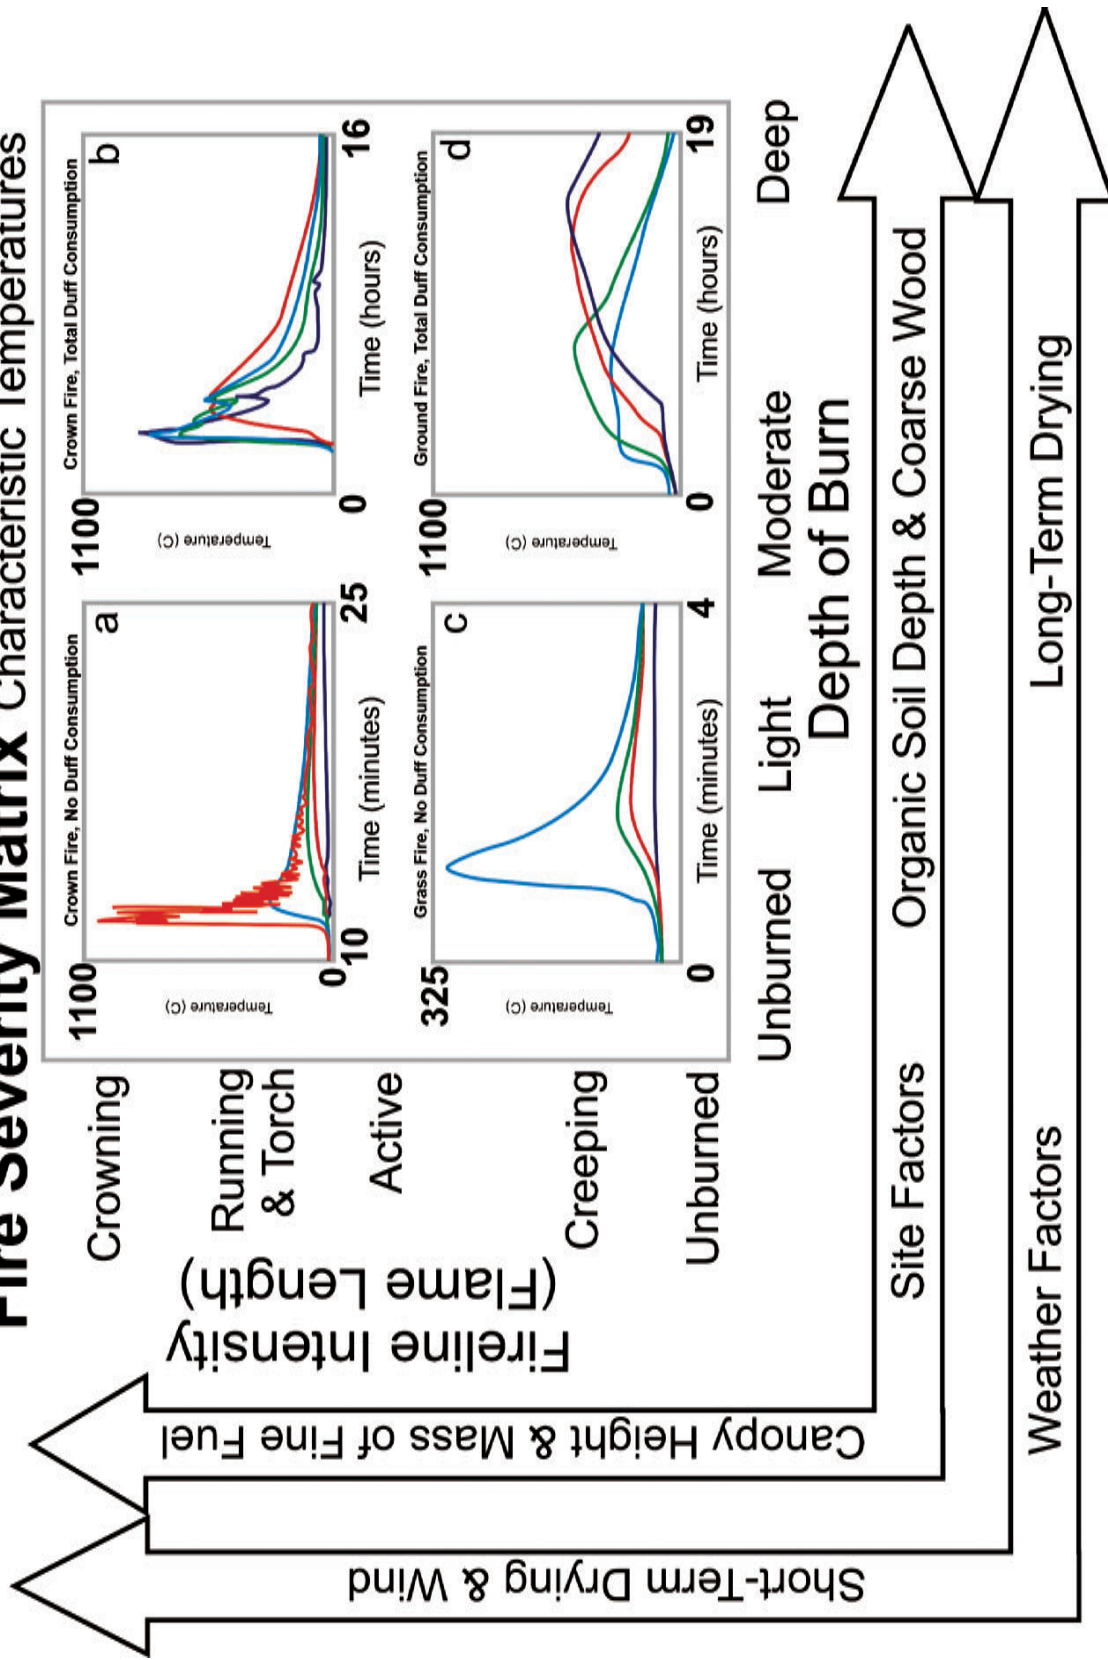 Fire Severity Matrix Characteristic Temperatures
Crowning
Running
& Torch
Active
Creeping
Unburned
Fireline Intensity
(Flame Length)
Crown Fire, No Duff Consumption
a
1100
Temperature (C)
0
10
Time (minutes)
25
Crown Fire, Total Duff Consumption
b
1100
Temperature (C)
0
Time (hours)
16
Grass Fire, No Duff Consumption
c
325
Temperature (C)
0
Time (minutes)
4
Ground Fire, Total Duff Consumption
d
1100
Temperature (C)
0
Time (hours)
19
Unburned
Light
Moderate
Deep
Depth of Burn
Canopy Height & Mass of Fine Fuel
Site Factors
Organic Soil Depth & Coarse Wood
Short-Term Drying & Wind
Weather Factors
Long-Term Drying